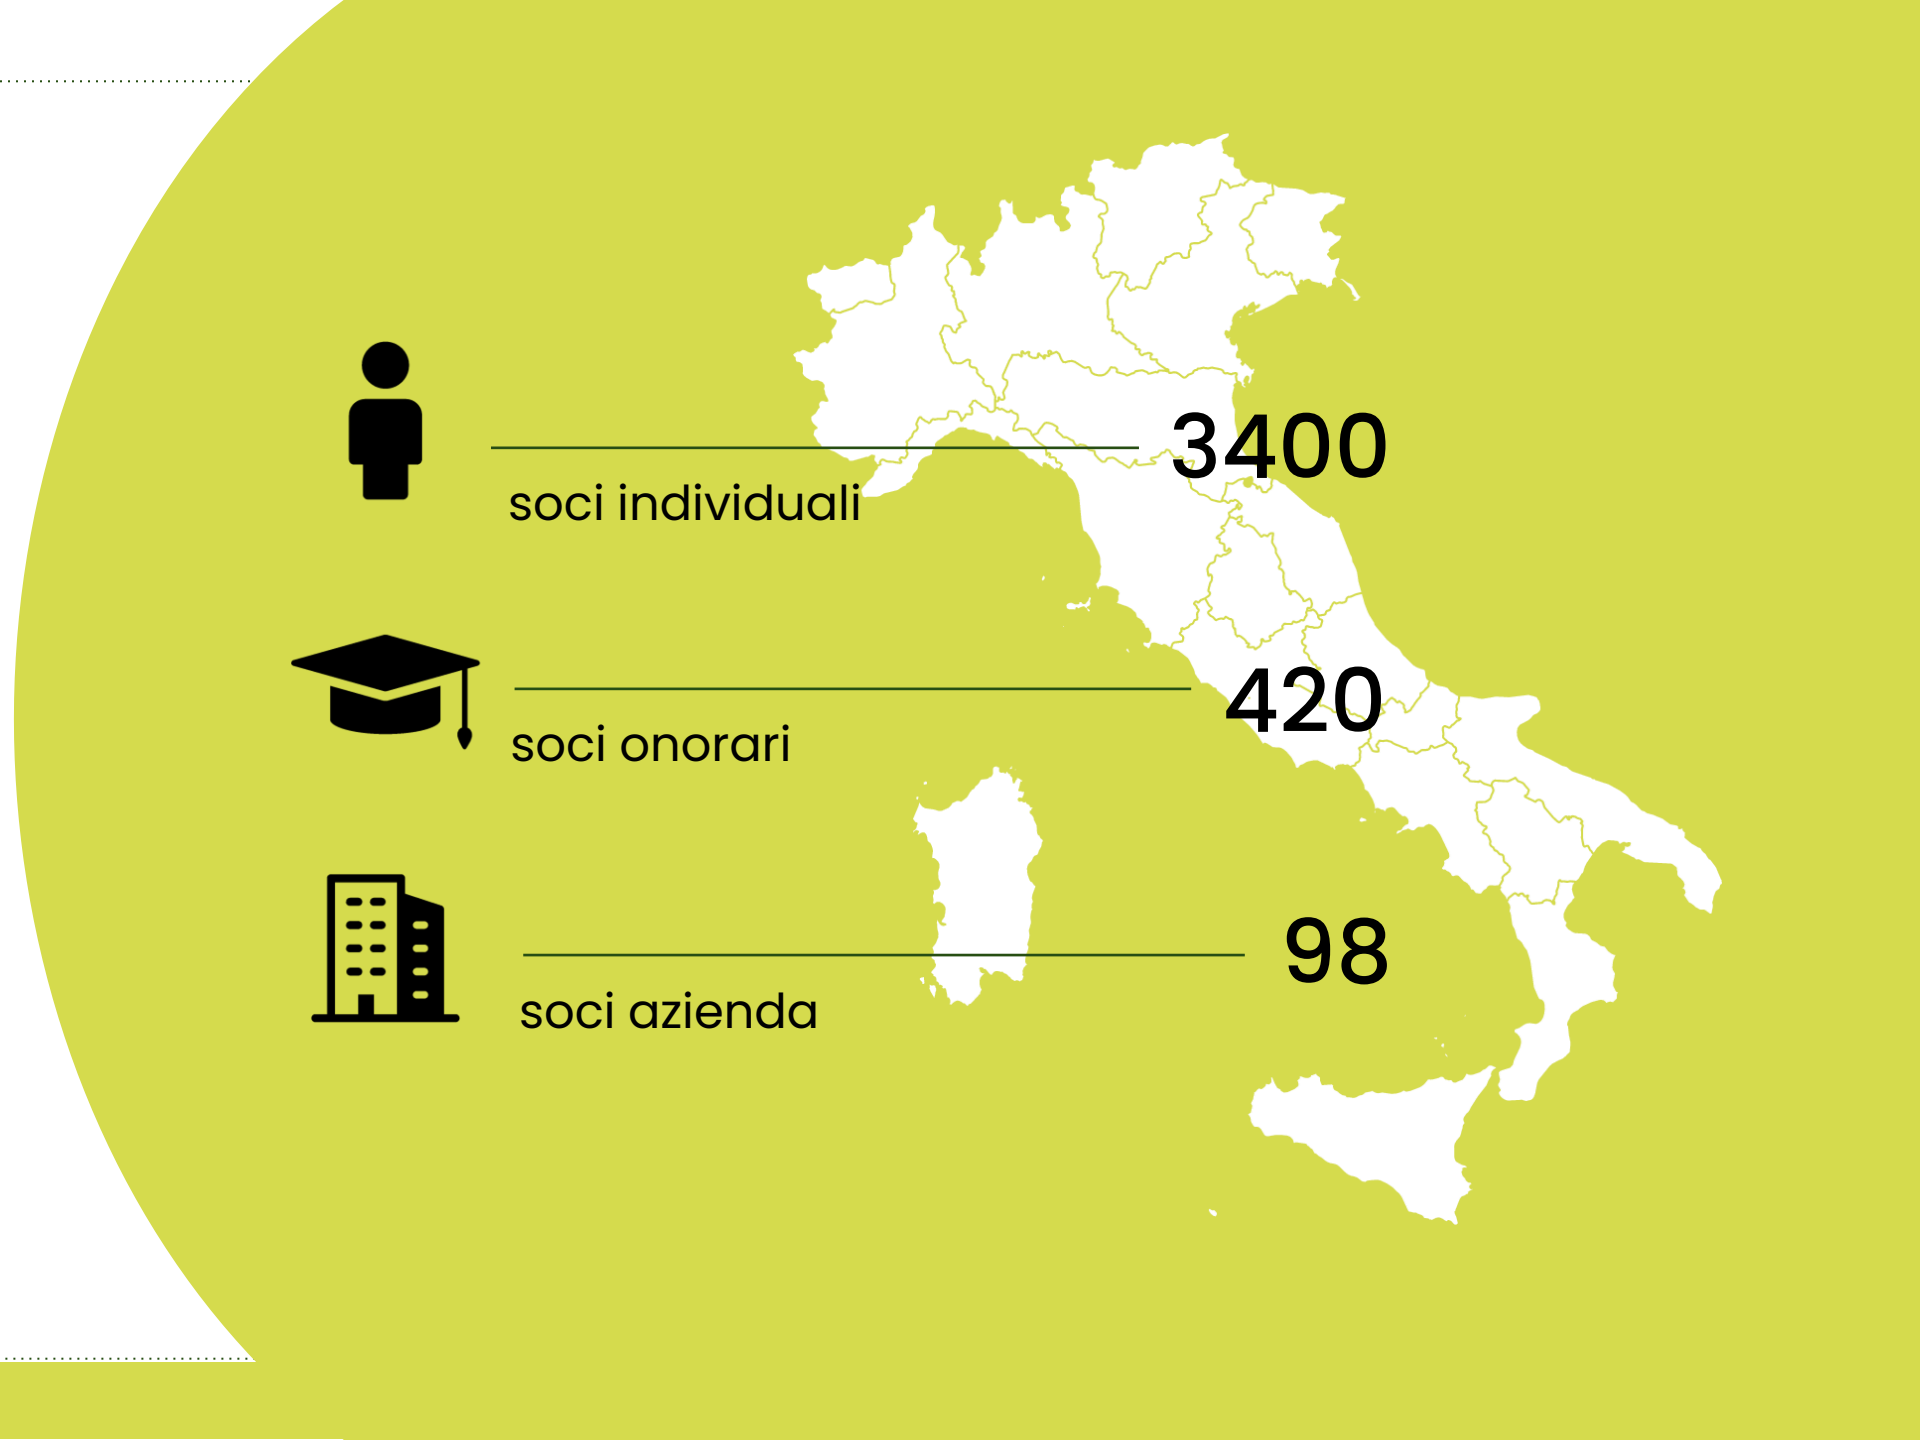 3400
soci individuali
420
soci onorari
98
soci azienda